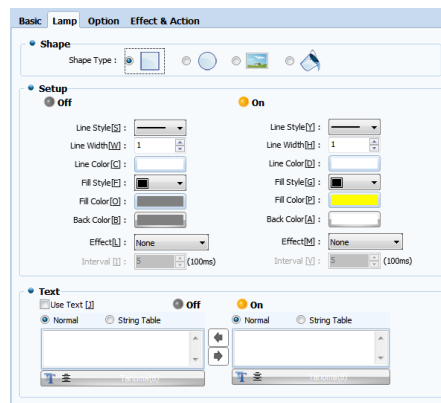 Basic Lamp Option Effect & Action
Shape
Shape Type :
Setup
Off On
Line Style[S] : Line Style[Y] :
Line Width[W] : 1 Line Width[H] : 1
Line Color[C] : Line Color[D] :
Fill Style[F] : Fill Style[G] :
Fill Color[O] : Fill Color[P] :
Back Color[B] : Back Color[A] :
Effect[L] : None Effect[M] : None
Interval [I] : 5 (100ms) Interval [V] : 5 (100ms)
Text
Use Text [J] Off On
Normal String Table Normal String Table